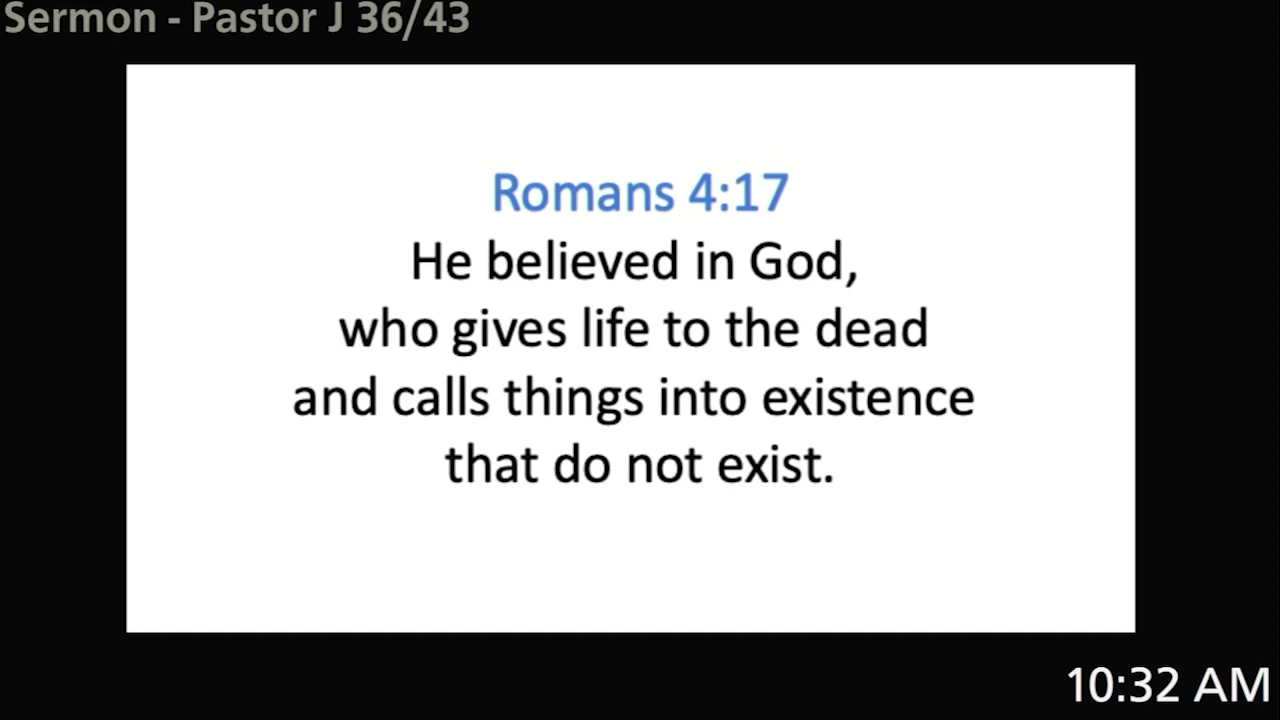 Sermon - Pastor J 36/43
Romans 4:17
He believed in God,
who gives life to the dead
and calls things into existence
that do not exist.
10:32 AM